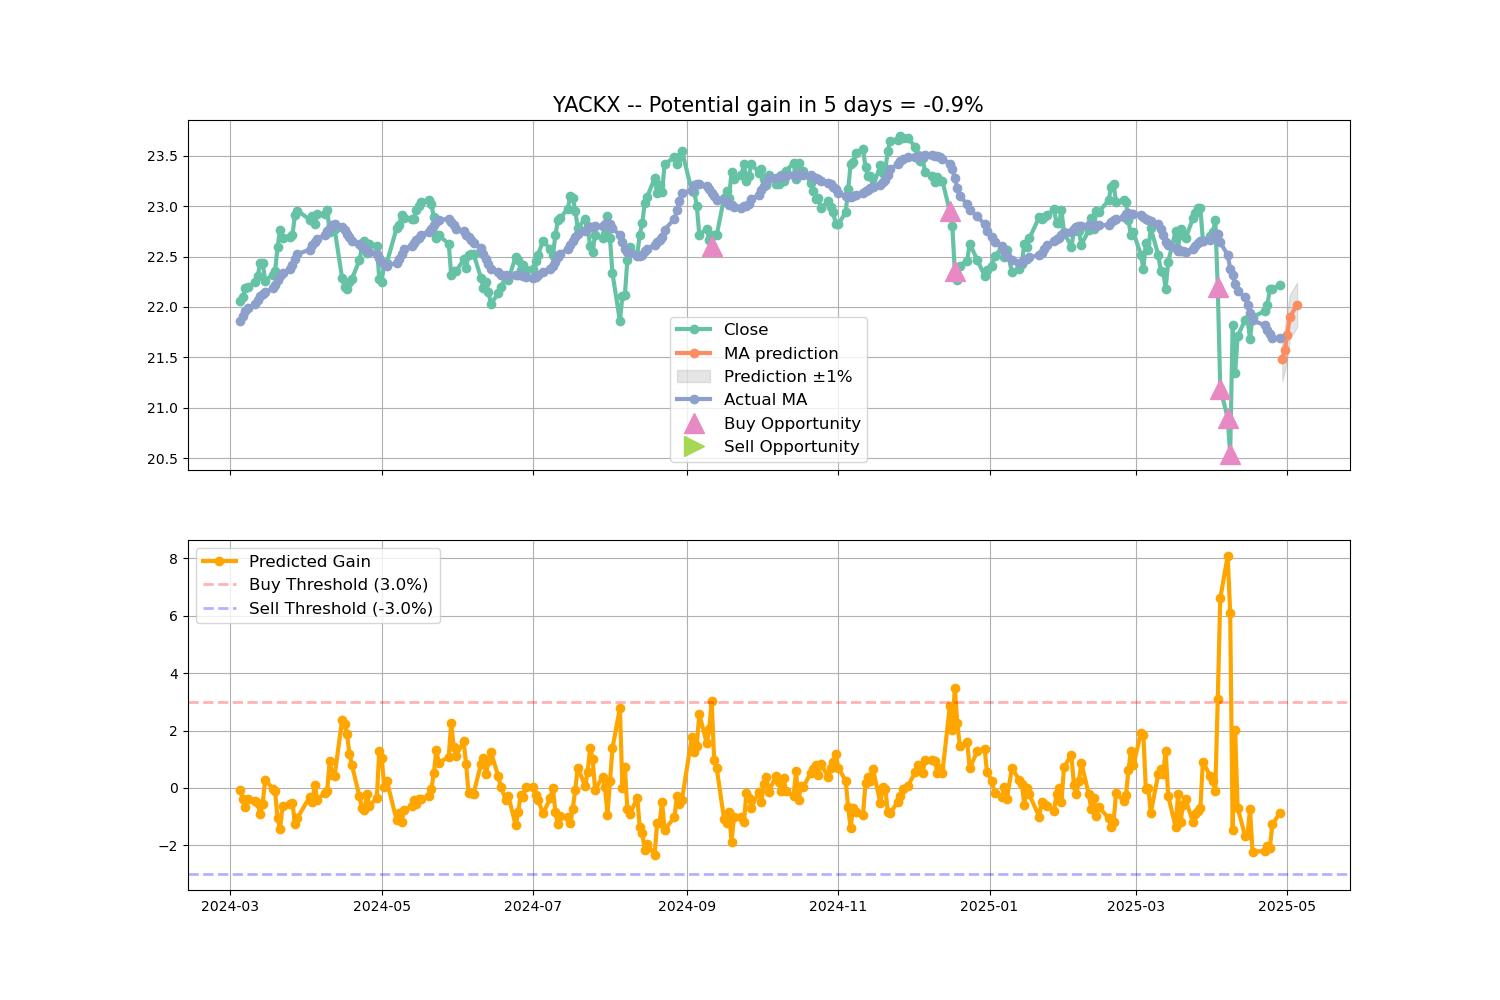 YACKX -- Potential gain in 5 days = -0.9%
23.5
23.0
22.5
22.0
21.5
21.0
20.5
Close
MA prediction
Prediction ±1%
Actual MA
Buy Opportunity
Sell Opportunity
8
6
4
2
0
−2
Predicted Gain
Buy Threshold (3.0%)
Sell Threshold (-3.0%)
2024-03 2024-05 2024-07 2024-09 2024-11 2025-01 2025-03 2025-05